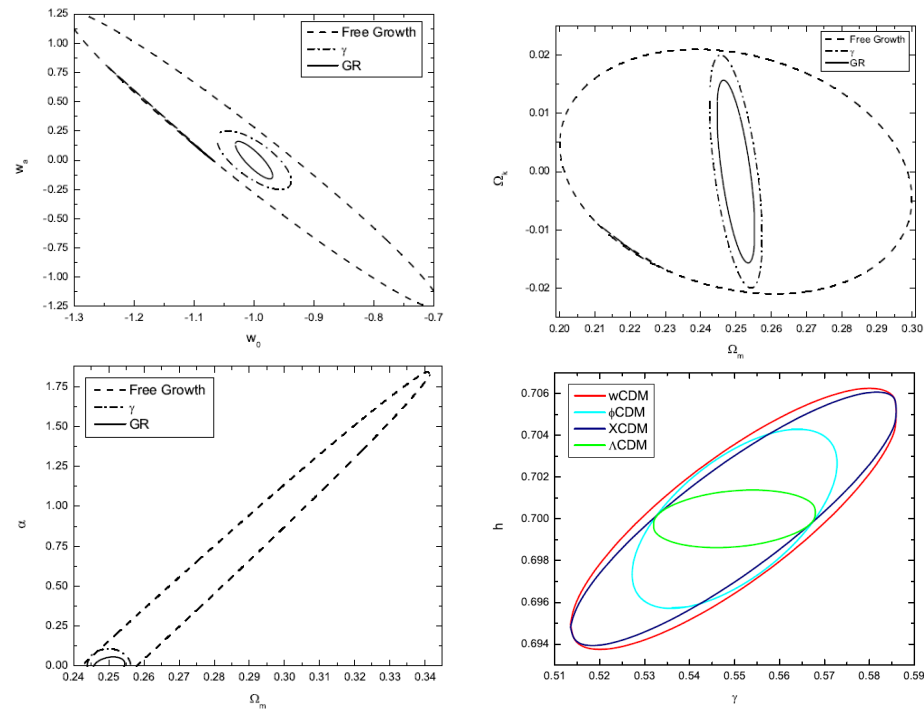 1.25
1.00
0.75
0.50
0.25
0.00
-0.25
-0.50
-0.75
-1.00
1.25
wₐ
Free Growth
γ
GR
-1.3 -1.2 -1.1 -1.0 -0.9 -0.8 -0.7
w₀
0.02
0.01
0.00
-0.01
-0.02
Ωₖ
Free Growth
γ
GR
0.20 0.21 0.22 0.23 0.24 0.25 0.26 0.27 0.28 0.29 0.30
Ωₘ
1.75
1.50
1.25
1.00
0.75
0.50
0.25
0.00
α
Free Growth
γ
GR
0.24 0.25 0.26 0.27 0.28 0.29 0.30 0.31 0.32 0.33 0.34
Ωₘ
0.706
0.704
0.702
0.700
0.698
0.696
0.694
h
wCDM
ϕCDM
XCDM
ΛCDM
0.51 0.52 0.53 0.54 0.55 0.56 0.57 0.58 0.59
γ